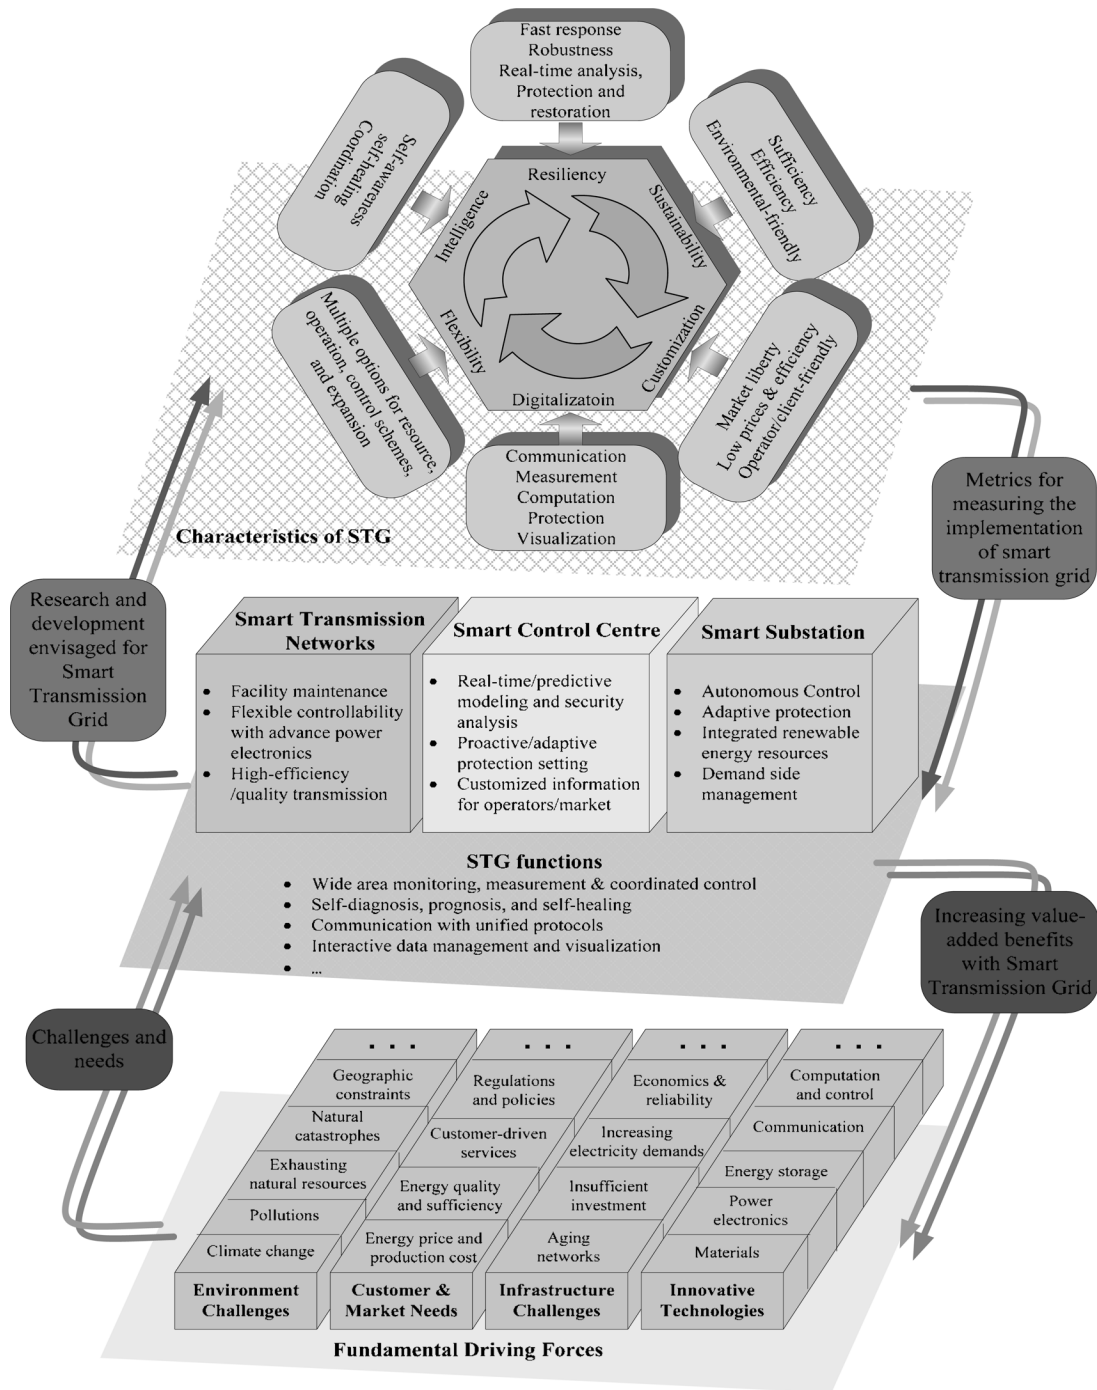 Fast response
Robustness
Real-time analysis,
Protection and
restoration
Self-awareness
self-healing
Coordination
Sufficiency
Efficiency
Environmental-friendly
Resiliency
Intelligence
Sustainability
Flexibility
Customization
Digitalizatoin
Multiple options for resource,
operation, control schemes,
and expansion
Market liberty
Low prices & efficiency
Operator/client-friendly
Communication
Measurement
Computation
Protection
Visualization
Characteristics of STG
Metrics for
measuring the
implementation
of smart
transmission grid
Research and
development
envisaged for
Smart
Transmission
Grid
Smart Transmission
Networks
• Facility maintenance
• Flexible controllability
with advance power
electronics
• High-efficiency
/quality transmission
Smart Control Centre
• Real-time/predictive
modeling and security
analysis
• Proactive/adaptive
protection setting
• Customized information
for operators/market
Smart Substation
• Autonomous Control
• Adaptive protection
• Integrated renewable
energy resources
• Demand side
management
STG functions
• Wide area monitoring, measurement & coordinated control
• Self-diagnosis, prognosis, and self-healing
• Communication with unified protocols
• Interactive data management and visualization
• ...
Increasing value-
added benefits
with Smart
Transmission Grid
Challenges and
needs
. . .
Geographic
constraints
Natural
catastrophes
Exhausting
natural resources
Pollutions
Climate change
Environment
Challenges
. . .
Regulations
and policies
Customer-driven
services
Energy quality
and sufficiency
Energy price and
production cost
Customer &
Market Needs
. . .
Economics &
reliability
Increasing
electricity demands
Insufficient
investment
Aging
networks
Infrastructure
Challenges
. . .
Computation
and control
Communication
Energy storage
Power
electronics
Materials
Innovative
Technologies
Fundamental Driving Forces